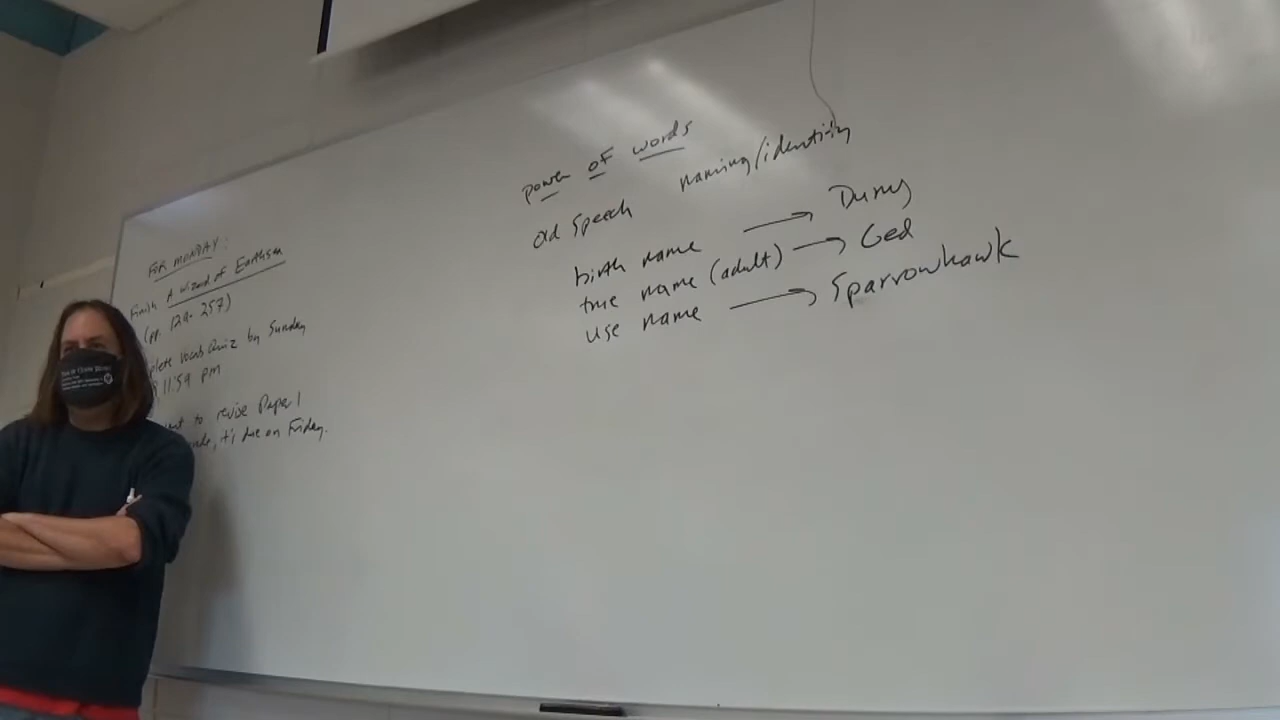 FOR MONDAY:
Finish A Wizard of Earthsea
(pp. 129-257)
plete Vocab Quiz by Sunday
11:59 pm
to revise Paper 1
it's due on Friday.
power of words
old speech naming/identity
birth name → Duny
true name (adult) → Ged
use name → Sparrowhawk